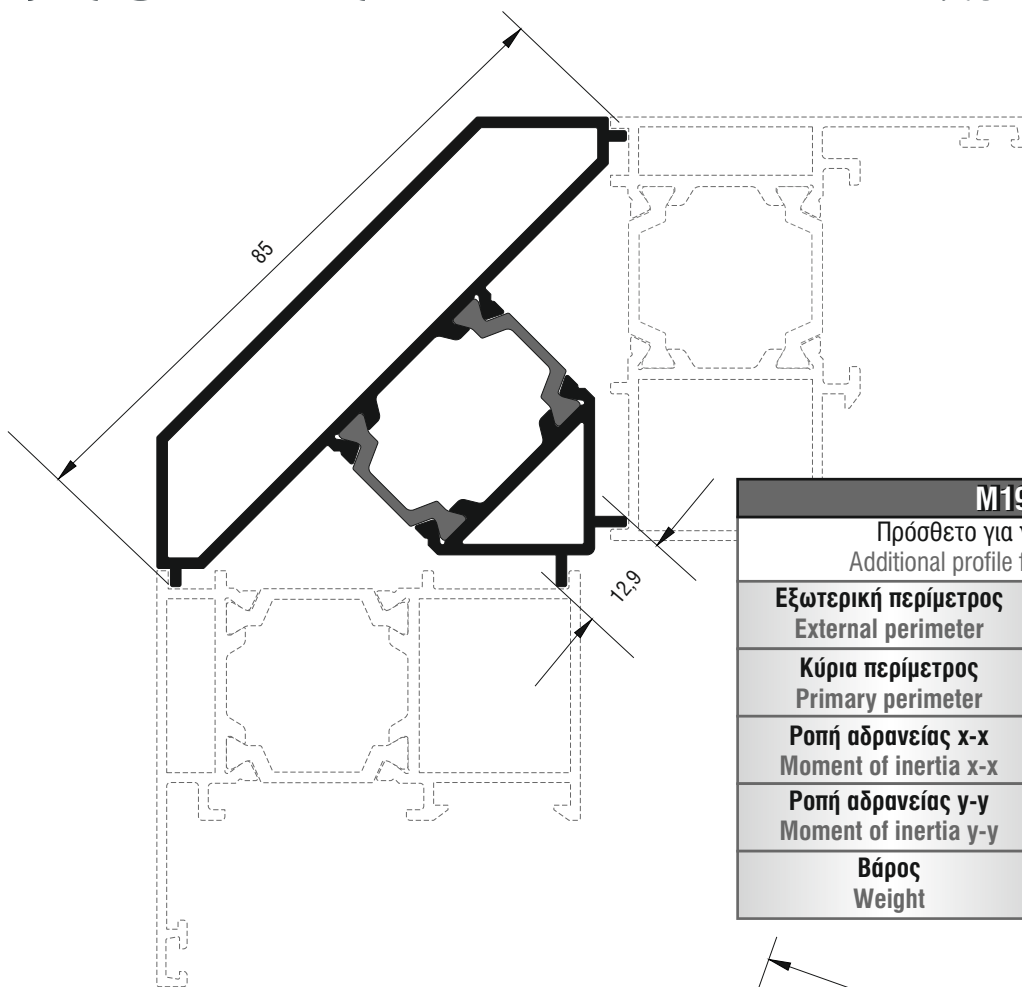 85
12,9
M19
Πρόσθετο για
Additional profile
Εξωτερική περίμετρος
External perimeter
Κύρια περίμετρος
Primary perimeter
Ροπή αδρανείας x-x
Moment of inertia x-x
Ροπή αδρανείας y-y
Moment of inertia y-y
Βάρος
Weight